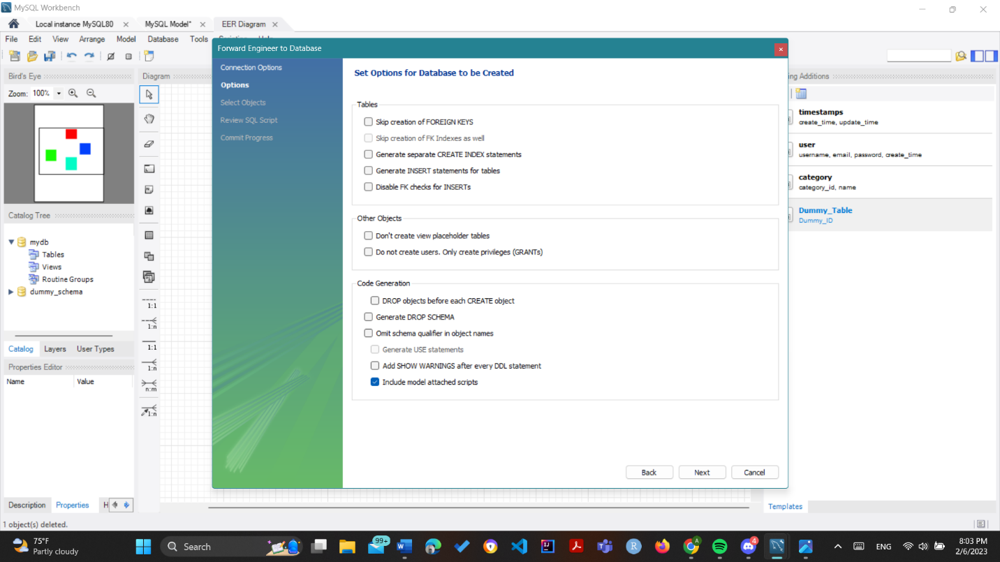 MySQL Workbench
Local instance MySQL80
MySQL Model*
EER Diagram
File Edit View Arrange Model Database Tools
Bird's Eye
Zoom: 100%
Catalog Tree
mydb
Tables
Views
Routine Groups
dummy_schema
Catalog Layers User Types
Properties Editor
Name Value
Description Properties H
1 object(s) deleted.
Diagram
1:1
1:n
1:1
1:n
n:m
1:n
Forward Engineer to Database
Connection Options
Options
Select Objects
Review SQL Script
Commit Progress
Set Options for Database to be Created
Tables
Skip creation of FOREIGN KEYS
Skip creation of FK Indexes as well
Generate separate CREATE INDEX statements
Generate INSERT statements for tables
Disable FK checks for INSERTs
Other Objects
Don't create view placeholder tables
Do not create users. Only create privileges (GRANTs)
Code Generation
DROP objects before each CREATE object
Generate DROP SCHEMA
Omit schema qualifier in object names
Generate USE statements
Add SHOW WARNINGS after every DDL statement
Include model attached scripts
Back Next Cancel
ing Additions
timestamps
create_time, update_time
user
username, email, password, create_time
category
category_id, name
Dummy_Table
Dummy_ID
Templates
75°F
Partly cloudy
Search
99+
A
4
ENG
8:03 PM
2/6/2023